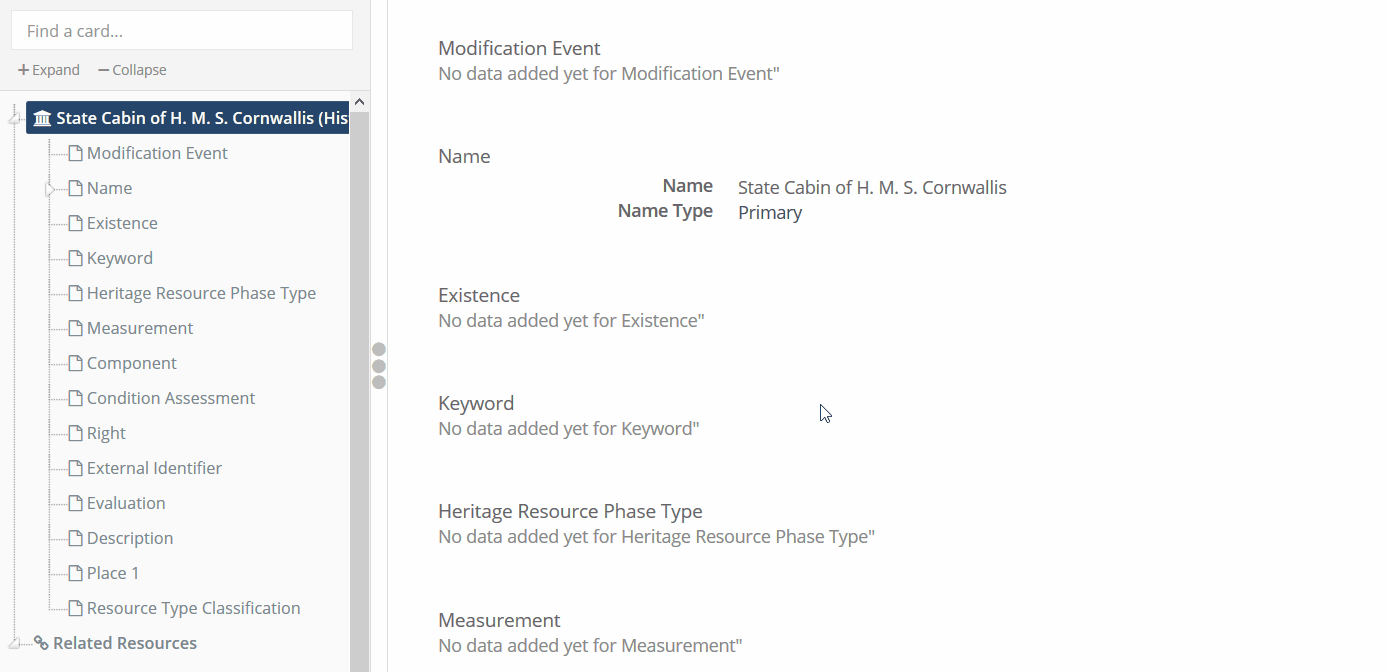 Find a card...
Expand Collapse
State Cabin of H. M. S. Cornwallis (His
Modification Event
Name
Existence
Keyword
Heritage Resource Phase Type
Measurement
Component
Condition Assessment
Right
External Identifier
Evaluation
Description
Place 1
Resource Type Classification
Related Resources
Modification Event
No data added yet for Modification Event"
Name
Name State Cabin of H. M. S. Cornwallis
Name Type Primary
Existence
No data added yet for Existence"
Keyword
No data added yet for Keyword"
Heritage Resource Phase Type
No data added yet for Heritage Resource Phase Type"
Measurement
No data added yet for Measurement"